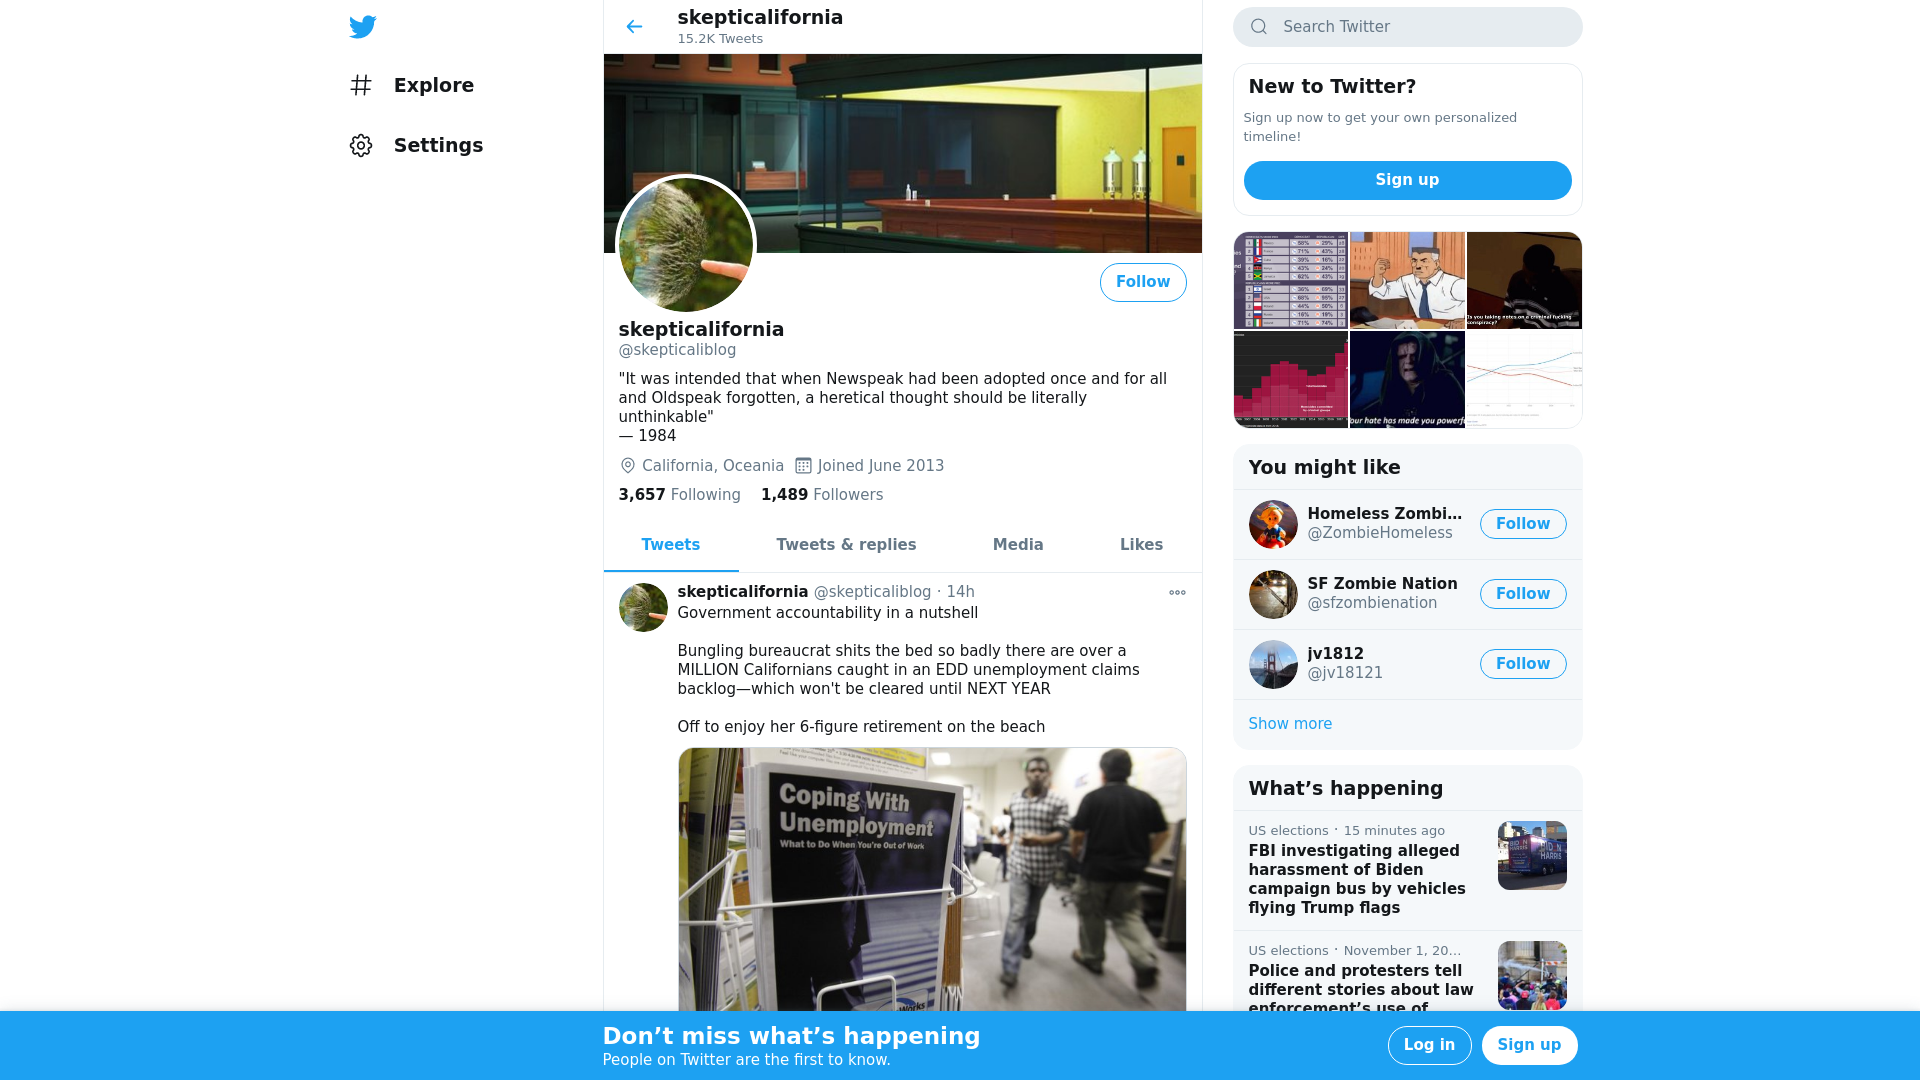 Explore
Settings
skepticalifornia
15.2K Tweets
Follow
skepticalifornia
@skepticaliblog
"It was intended that when Newspeak had been adopted once and for all
and Oldspeak forgotten, a heretical thought should be literally
unthinkable"
— 1984
California, Oceania Joined June 2013
3,657 Following 1,489 Followers
Tweets Tweets & replies Media Likes
skepticalifornia @skepticaliblog · 14h
Government accountability in a nutshell
Bungling bureaucrat shits the bed so badly there are over a
MILLION Californians caught in an EDD unemployment claims
backlog—which won't be cleared until NEXT YEAR
Off to enjoy her 6-figure retirement on the beach
Coping With
Unemployment
What to Do When You're Out of Work
Search Twitter
New to Twitter?
Sign up now to get your own personalized
timeline!
Sign up
Is you taking notes on a criminal fucking
conspiracy?
our hate has made you powerf
You might like
Homeless Zombi...
@ZombieHomeless
Follow
SF Zombie Nation
@sfzombienation
Follow
jv1812
@jv18121
Follow
Show more
What's happening
US elections · 15 minutes ago
FBI investigating alleged
harassment of Biden
campaign bus by vehicles
flying Trump flags
US elections · November 1, 20...
Police and protesters tell
different stories about law
enforcement's use of
Don't miss what's happening
People on Twitter are the first to know.
Log in
Sign up